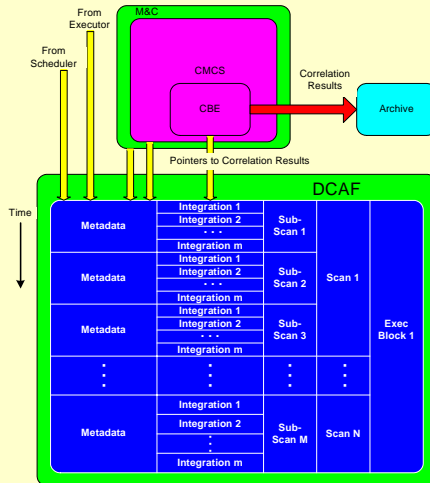 From
Executor
M&C
From
Scheduler
CMCS
Correlation
Results
CBE
Archive
Pointers to Correlation Results
DCAF
Time
Metadata
Integration 1
Integration 2
...
Integration m
Sub-
Scan 1
Metadata
Integration 1
Integration 2
...
Integration m
Sub-
Scan 2
Scan 1
Metadata
Integration 1
Integration 2
...
Integration m
Sub-
Scan 3
Exec
Block 1
Metadata
Integration 1
Integration 2
Integration m
Sub-
Scan M
Scan N